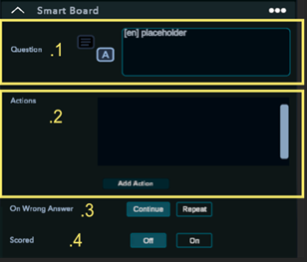 Smart Board
Question .1
A
[en] placeholder
Actions
.2
Add Action
On Wrong Answer .3 Continue Repeat
Scored .4 Off On